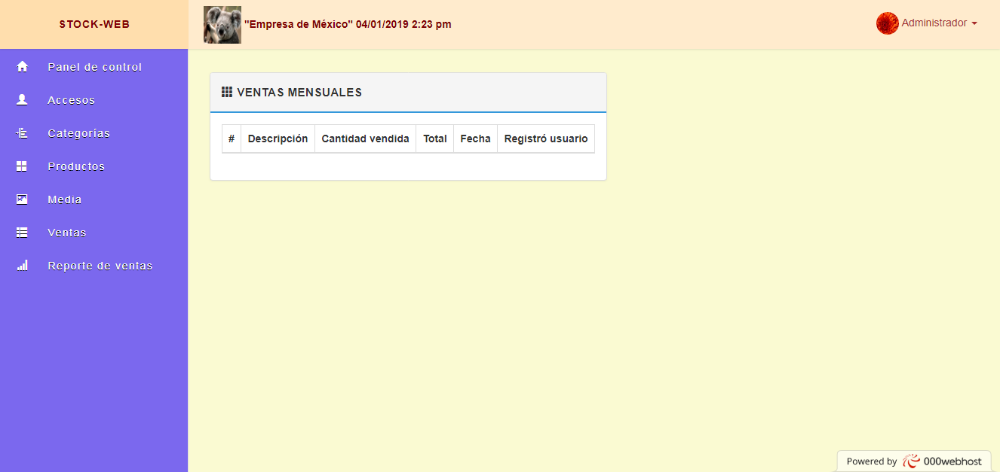 STOCK-WEB
"Empresa de México" 04/01/2019 2:23 pm
Administrador
Panel de control
Accesos
Categorías
Productos
Media
Ventas
Reporte de ventas
VENTAS MENSUALES
# Descripción Cantidad vendida Total Fecha Registró usuario
Powered by 000webhost